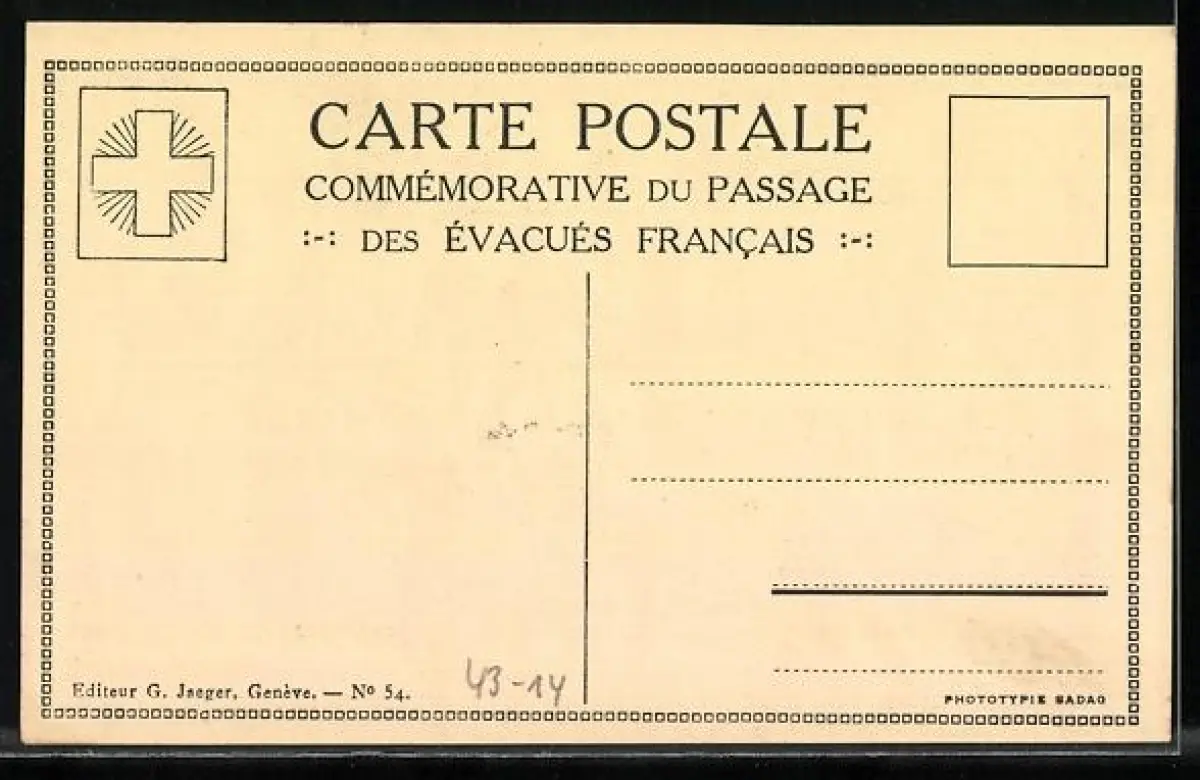 CARTE POSTALE
COMMÉMORATIVE DU PASSAGE
:-: DES ÉVACUÉS FRANÇAIS :-:
Editeur G. Jaeger, Genève. — Nº 54.
43-14
PHOTOTYPIE SADAG